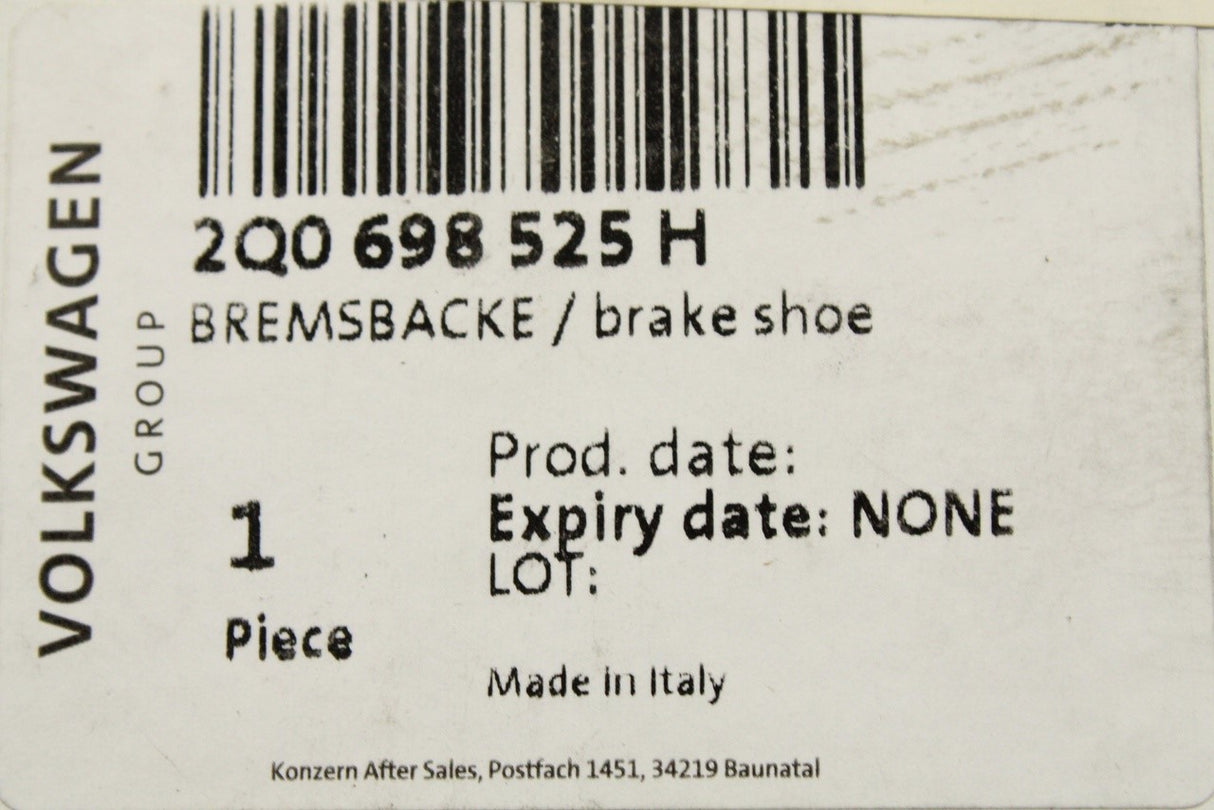 VOLKSWAGEN
GROUP
2Q0 698 525 H
BREMSBACKE / brake shoe
Prod. date:
Expiry date: NONE
LOT:
1
Piece
Made in Italy
Konzern After Sales, Postfach 1451, 34219 Baunatal